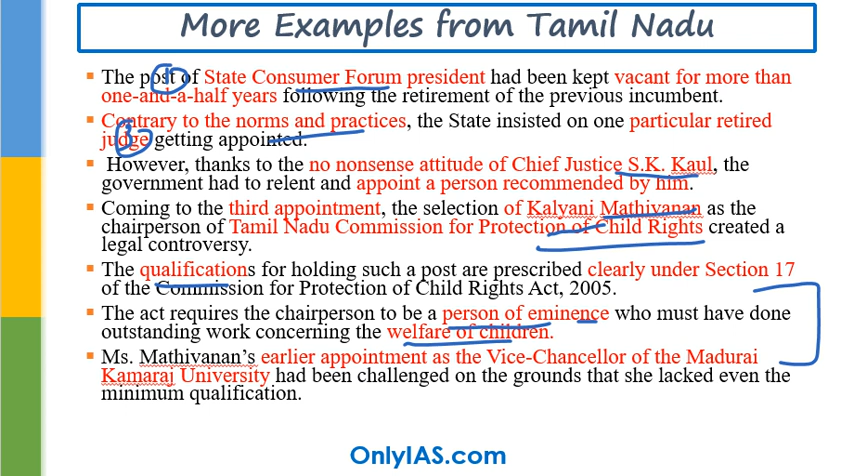 More Examples from Tamil Nadu
▪ The post of State Consumer Forum president had been kept vacant for more than
one-and-a-half years following the retirement of the previous incumbent.
▪ Contrary to the norms and practices, the State insisted on one particular retired
judge getting appointed.
▪ However, thanks to the no nonsense attitude of Chief Justice S.K. Kaul, the
government had to relent and appoint a person recommended by him.
▪ Coming to the third appointment, the selection of Kalyani Mathivanan as the
chairperson of Tamil Nadu Commission for Protection of Child Rights created a
legal controversy.
▪ The qualifications for holding such a post are prescribed clearly under Section 17
of the Commission for Protection of Child Rights Act, 2005.
▪ The act requires the chairperson to be a person of eminence who must have done
outstanding work concerning the welfare of children.
▪ Ms. Mathivanan's earlier appointment as the Vice-Chancellor of the Madurai
Kamaraj University had been challenged on the grounds that she lacked even the
minimum qualification.
OnlyIAS.com